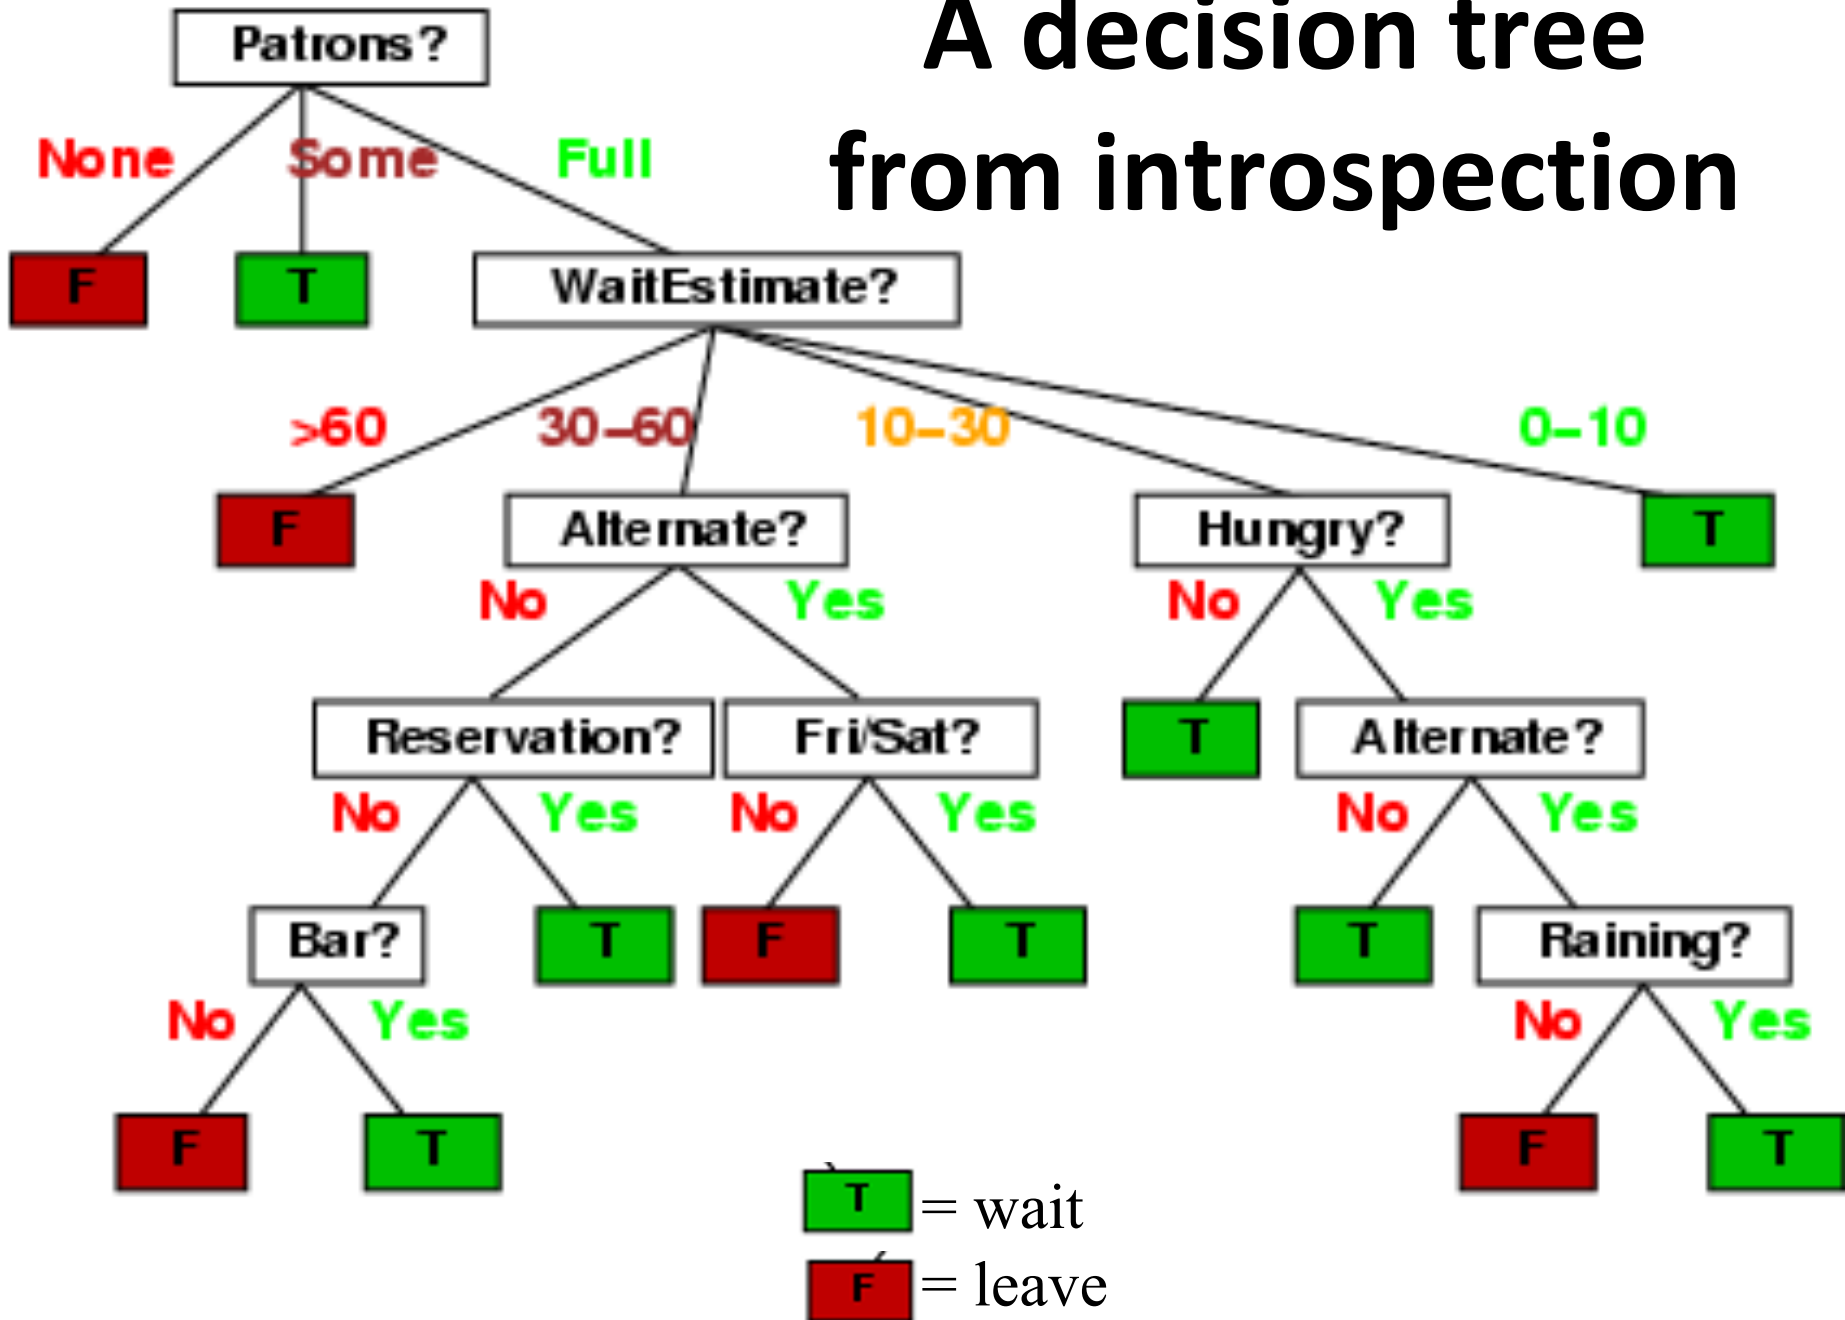 A decision tree
from introspection
Patrons?
None Some Full
F T WaitEstimate?
>60 30–60 10–30 0–10
F Alternate? Hungry? T
No Yes No Yes
Reservation? Fri/Sat? T Alternate?
No Yes No Yes No Yes
Bar? T F T T Raining?
No Yes No Yes
F T F T
T = wait
F = leave